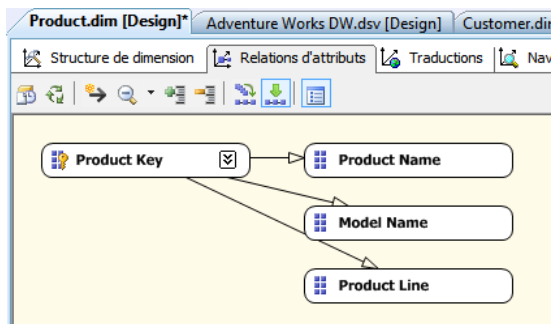 Product.dim [Design]* Adventure Works DW.dsv [Design] Customer.dir
Structure de dimension Relations d'attributs Traductions Nav
Product Key Product Name
Model Name
Product Line